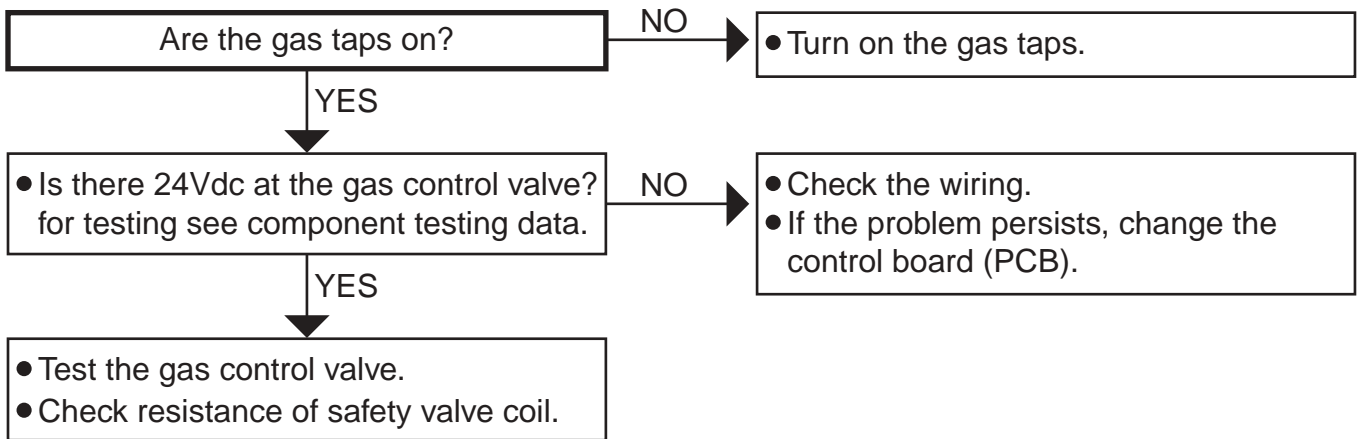 Are the gas taps on?
NO
● Turn on the gas taps.
YES
● Is there 24Vdc at the gas control valve?
for testing see component testing data.
NO
● Check the wiring.
● If the problem persists, change the
control board (PCB).
YES
● Test the gas control valve.
● Check resistance of safety valve coil.